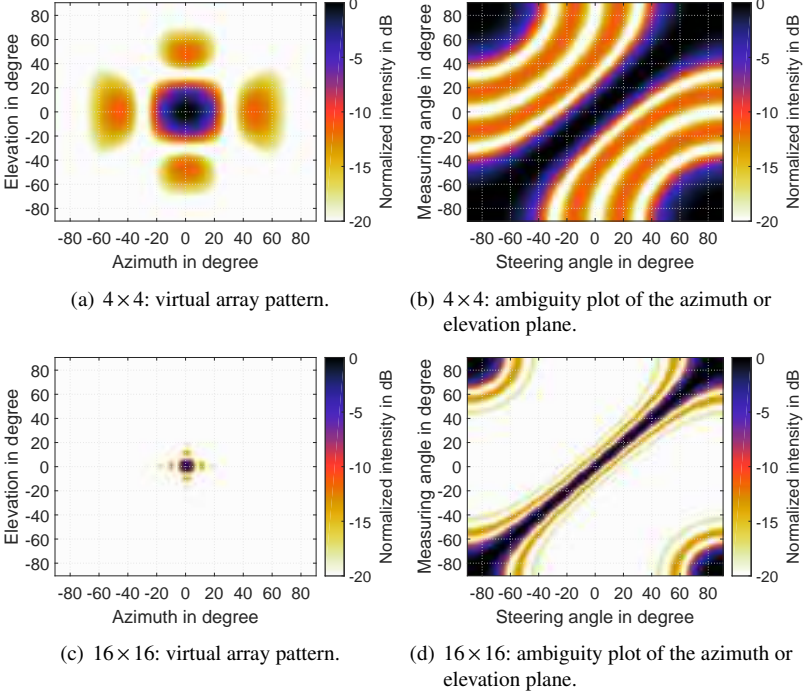 80
60
40
20
0
-20
-40
-60
-80
Elevation in degree
-80 -60 -40 -20 0 20 40 60 80
Azimuth in degree
0
-5
-10
-15
-20
Normalized intensity in dB
80
60
40
20
0
-20
-40
-60
-80
Measuring angle in degree
-80 -60 -40 -20 0 20 40 60 80
Steering angle in degree
0
-5
-10
-15
-20
Normalized intensity in dB
(a) 4×4: virtual array pattern.
(b) 4×4: ambiguity plot of the azimuth or
elevation plane.
80
60
40
20
0
-20
-40
-60
-80
Elevation in degree
-80 -60 -40 -20 0 20 40 60 80
Azimuth in degree
0
-5
-10
-15
-20
Normalized intensity in dB
80
60
40
20
0
-20
-40
-60
-80
Measuring angle in degree
-80 -60 -40 -20 0 20 40 60 80
Steering angle in degree
0
-5
-10
-15
-20
Normalized intensity in dB
(c) 16×16: virtual array pattern.
(d) 16×16: ambiguity plot of the azimuth or
elevation plane.